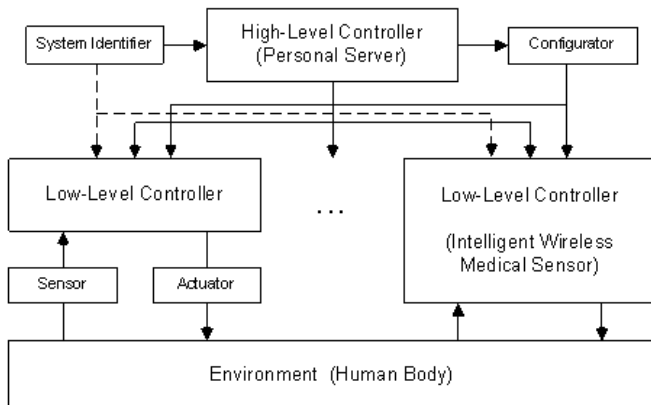 System Identifier
High-Level Controller
(Personal Server)
Configurator
Low-Level Controller
...
Low-Level Controller
(Intelligent Wireless
Medical Sensor)
Sensor
Actuator
Environment (Human Body)